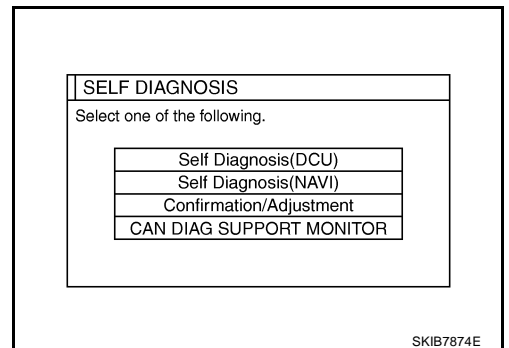 SELF DIAGNOSIS
Select one of the following.
Self Diagnosis(DCU)
Self Diagnosis(NAVI)
Confirmation/Adjustment
CAN DIAG SUPPORT MONITOR
SKIB7874E